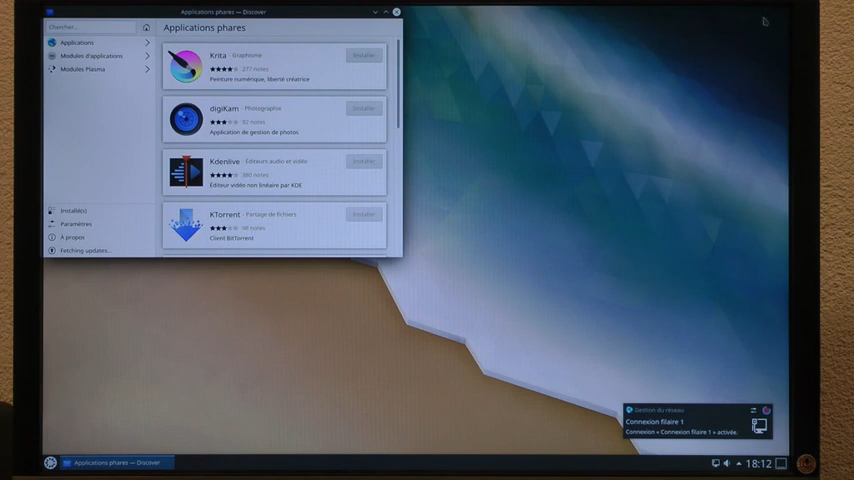 Applications phares — Discover
Chercher...
Applications phares
Applications
Modules d'applications
Modules Plasma
Krita · Graphisme
Installer
277 notes
Peinture numérique, liberté créatrice
digiKam · Photographie
Installer
92 notes
Application de gestion de photos
Kdenlive · Éditeurs audio et vidéo
Installer
380 notes
Éditeur vidéo non linéaire par KDE
KTorrent · Partage de fichiers
Installer
98 notes
Client BitTorrent
Installé(s)
Paramètres
À propos
Fetching updates...
Gestion du réseau
Connexion filaire 1
Connexion « Connexion filaire 1 » activée.
Applications phares — Discover
18:12